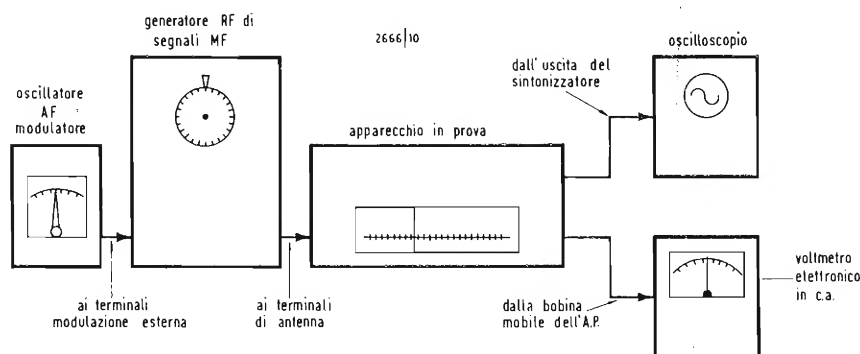 generatore RF di
segnali MF
2666|10
oscilloscopio
dall'uscita del
sintonizzatore
oscillatore
AF
modulatore
apparecchio in prova
voltmetro
elettronico
in c.a.
ai terminali
modulazione esterna
ai terminali
di antenna
dalla bobina
mobile dell'A.P.